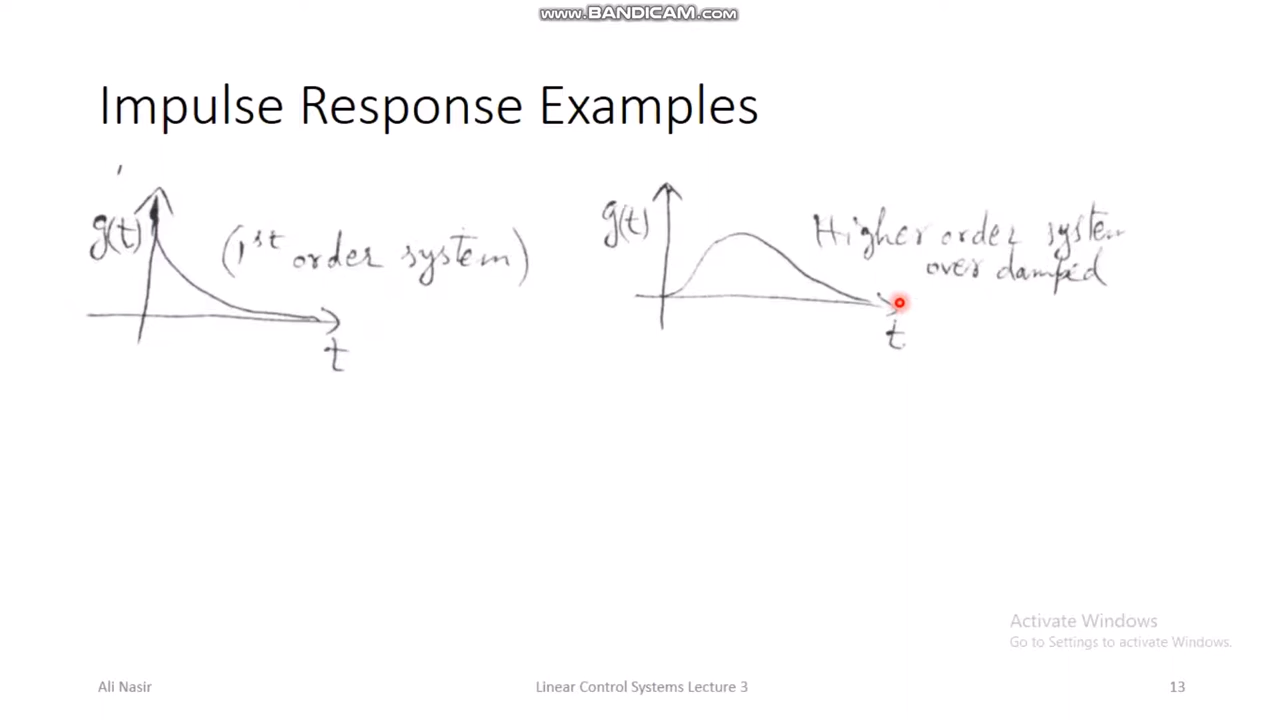 www.BANDICAM.com
Impulse Response Examples
g(t)
(1st order system)
t
g(t)
Higher order system
over damped
t
Activate Windows
Go to Settings to activate Windows.
Ali Nasir
Linear Control Systems Lecture 3
13